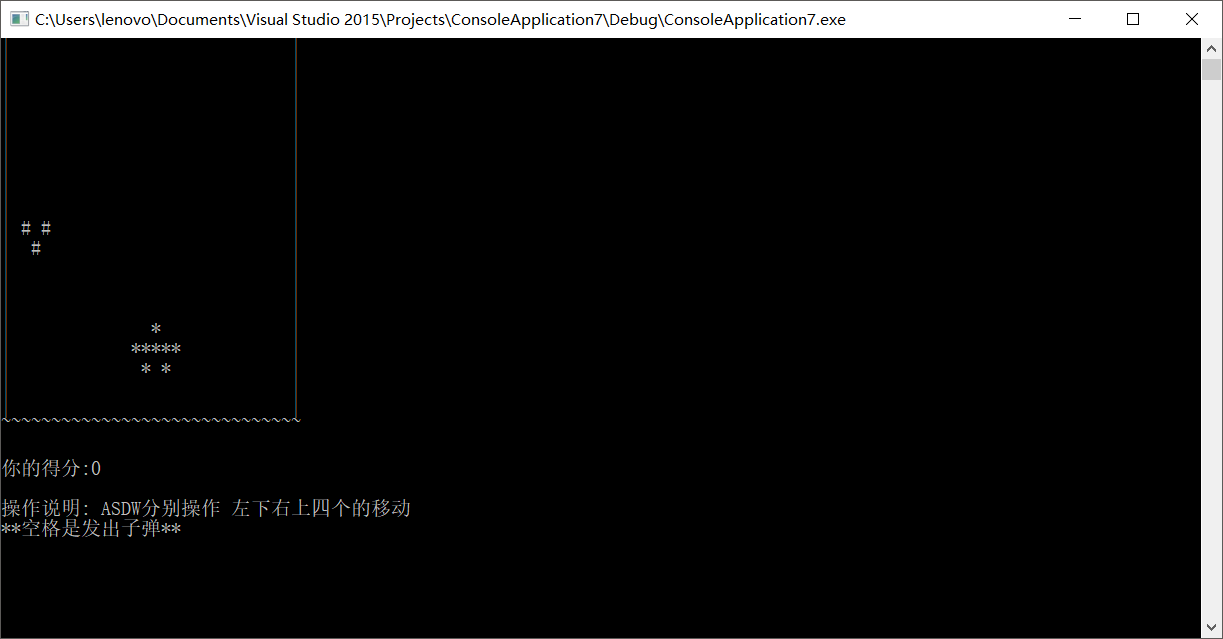 C:\Users\lenovo\Documents\Visual Studio 2015\Projects\ConsoleApplication7\Debug\ConsoleApplication7.exe
# #
#
*
*****
* *
~~~~~~~~~~~~~~~~~~~~~~~~~~~~~~
你的得分:0
操作说明: ASDW分别操作 左下右上四个的移动
**空格是发出子弹**